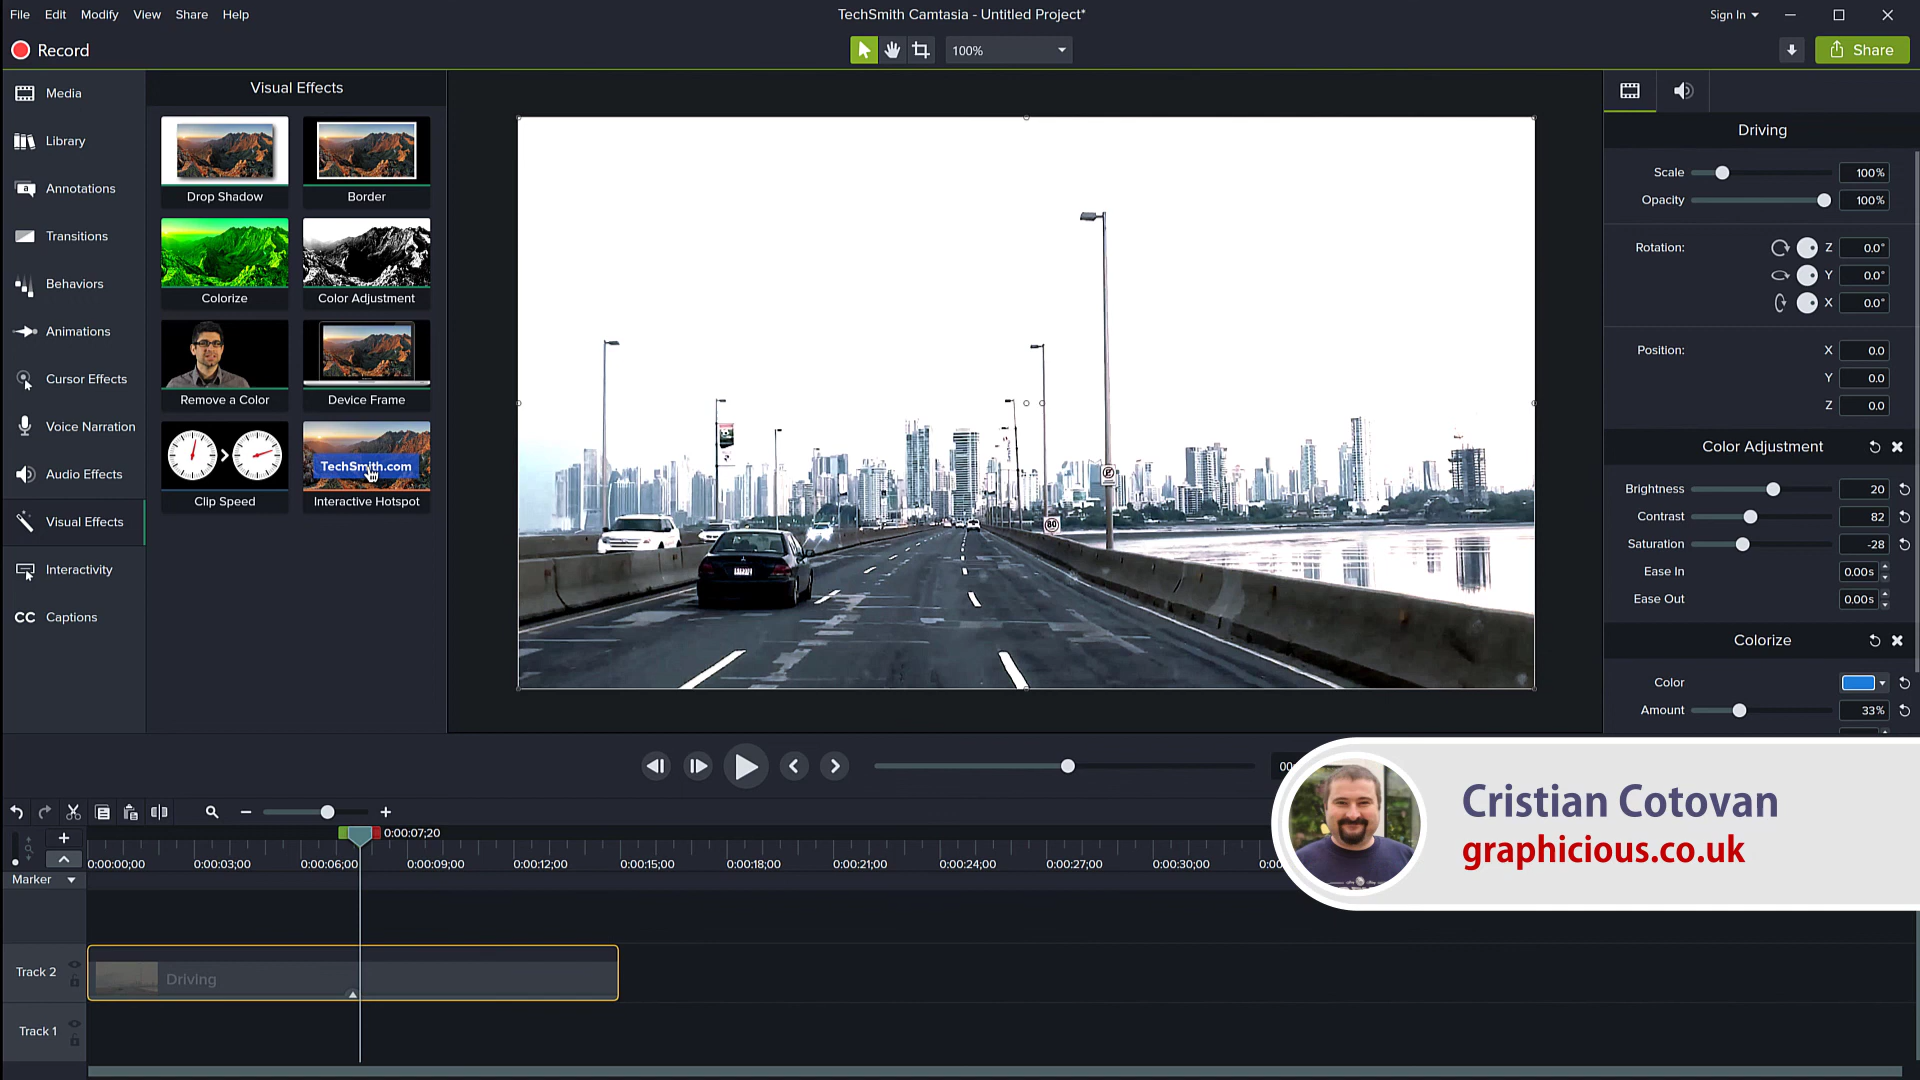 File Edit Modify View Share Help
TechSmith Camtasia - Untitled Project*
Sign In
Record
100%
Share
Media
Library
Annotations
Transitions
Behaviors
Animations
Cursor Effects
Voice Narration
Audio Effects
Visual Effects
Interactivity
CC Captions
Visual Effects
Drop Shadow
Border
Colorize
Color Adjustment
Remove a Color
Device Frame
TechSmith.com
Clip Speed
Interactive Hotspot
80
Driving
Scale 100%
Opacity 100%
Rotation: Z 0.0°
Y 0.0°
X 0.0°
Position: X 0.0
Y 0.0
Z 0.0
Color Adjustment
Brightness 20
Contrast 82
Saturation -28
Ease In 0.00s
Ease Out 0.00s
Colorize
Color
Amount 33%
Cristian Cotovan
graphicious.co.uk
0:00:07;20
0:00:00;00 0:00:03;00 0:00:06;00 0:00:09;00 0:00:12;00 0:00:15;00 0:00:18;00 0:00:21;00 0:00:24;00 0:00:27;00 0:00:30;00
Marker
Track 2
Driving
Track 1